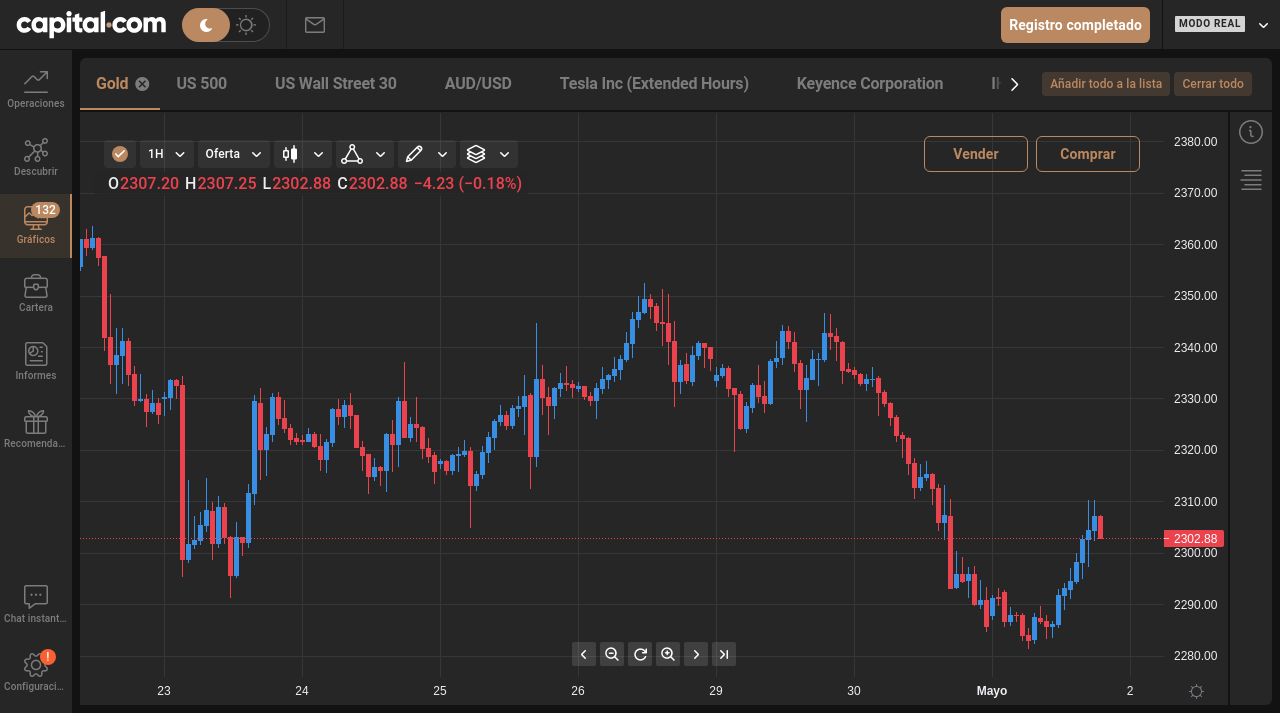 capital.com
Registro completado
MODO REAL
Operaciones
Descubrir
132
Gráficos
Cartera
Informes
Recomenda...
Chat instant...
!
Configuraci...
Gold
US 500
US Wall Street 30
AUD/USD
Tesla Inc (Extended Hours)
Keyence Corporation
Añadir todo a la lista
Cerrar todo
1H
Oferta
Vender
Comprar
O2307.20 H2307.25 L2302.88 C2302.88 −4.23 (−0.18%)
2380.00
2370.00
2360.00
2350.00
2340.00
2330.00
2320.00
2310.00
2302.88
2300.00
2290.00
2280.00
23 24 25 26 29 30 Mayo 2